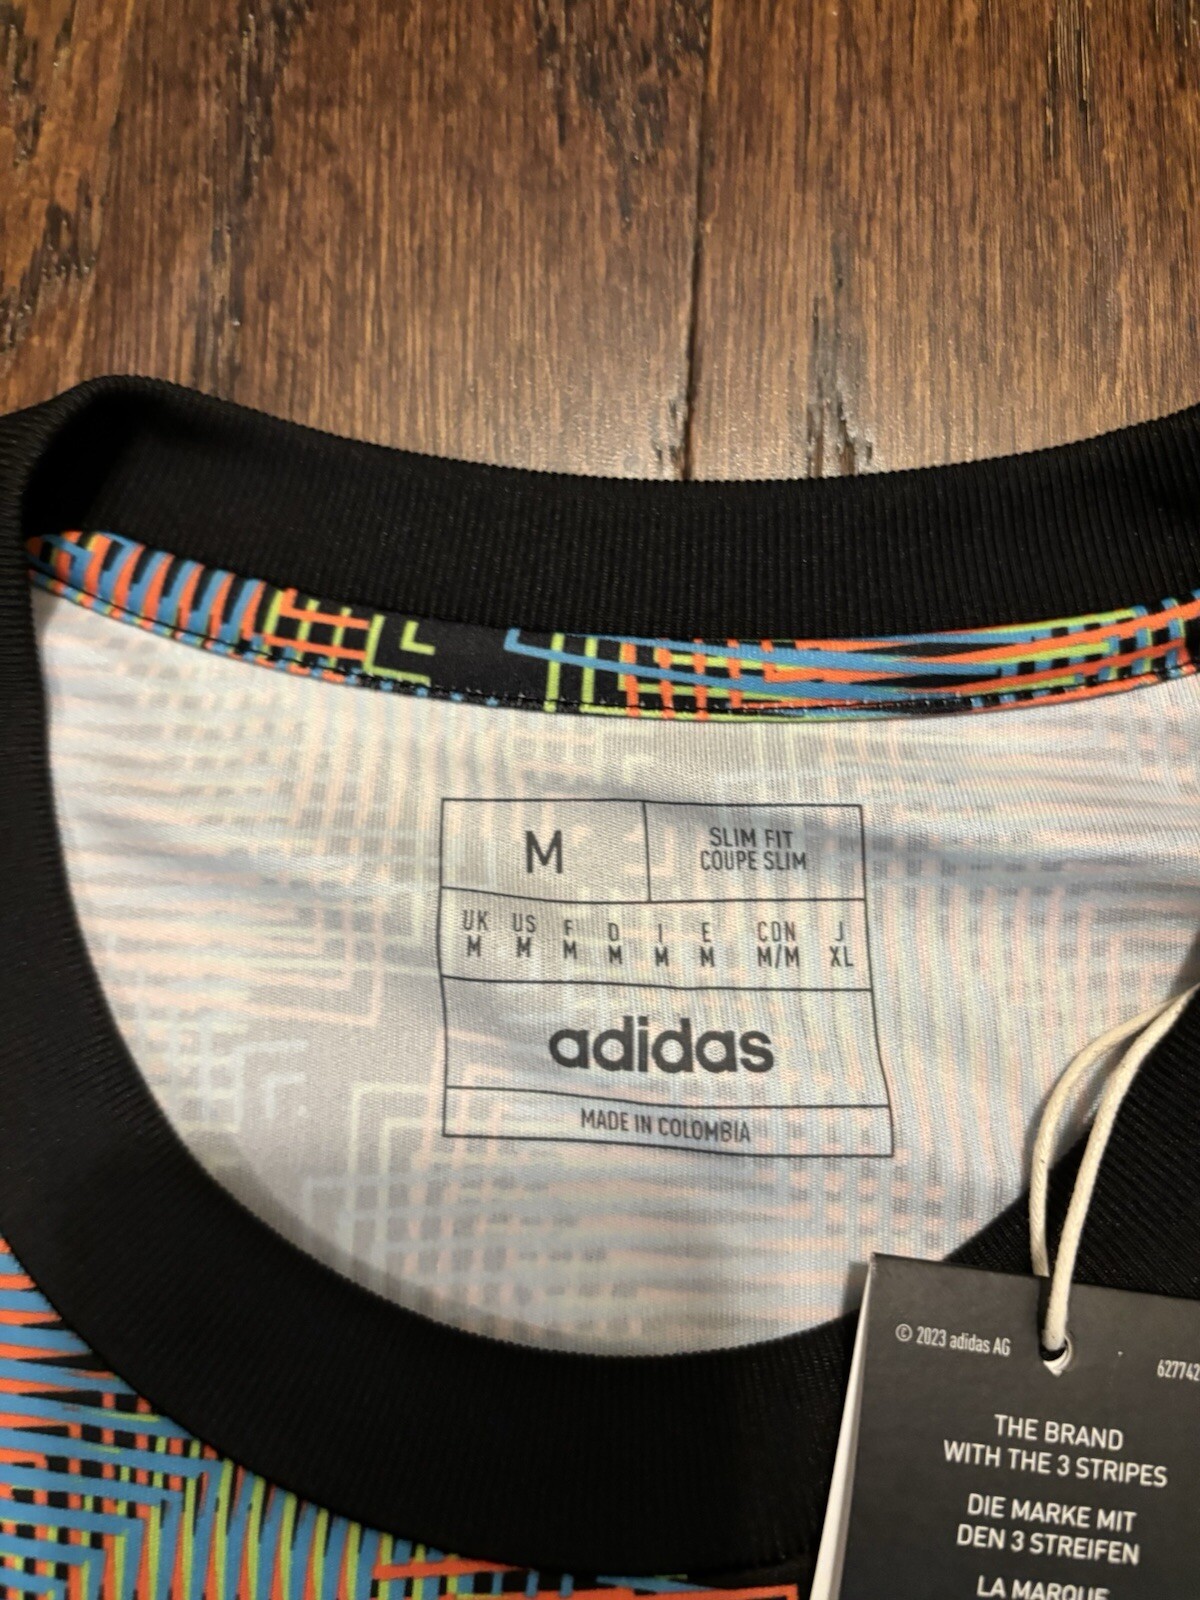 M
SLIM FIT
COUPE SLIM
UK US F D I E CDN J
M M M M M M M/M XL
adidas
MADE IN COLOMBIA
© 2023 adidas AG
627742
THE BRAND
WITH THE 3 STRIPES
DIE MARKE MIT
DEN 3 STREIFEN
LA MARQUE